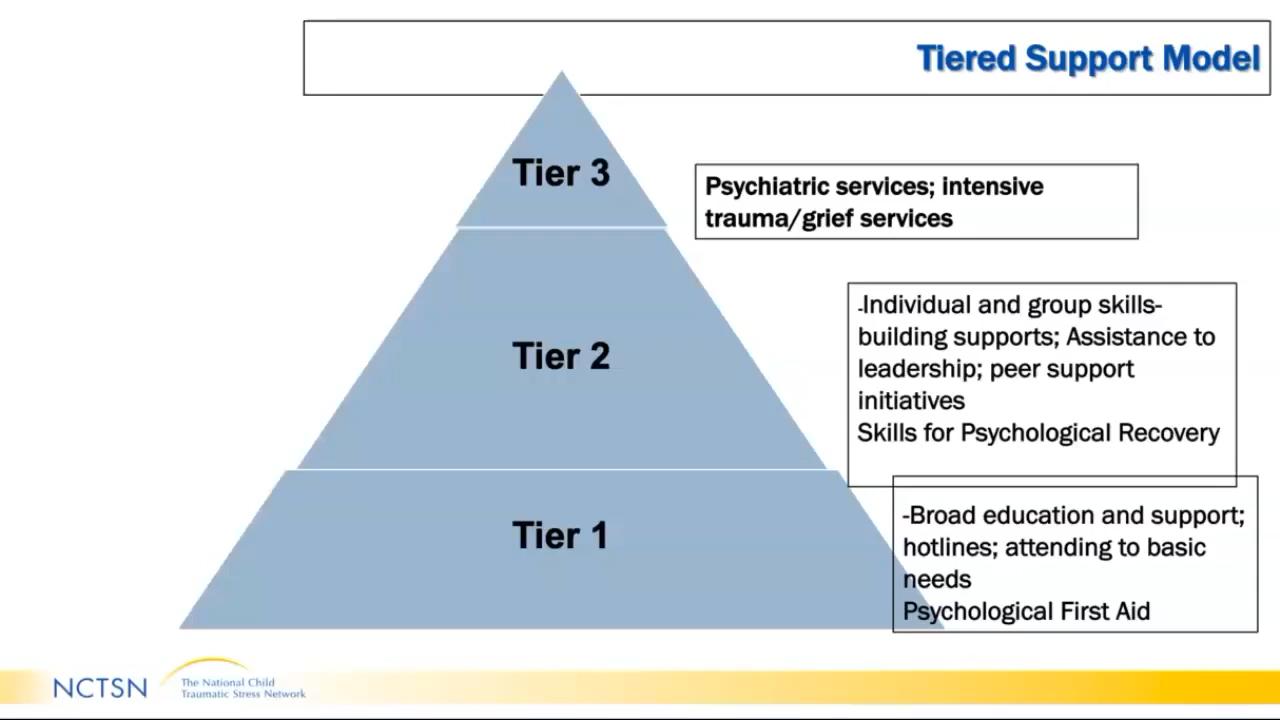 Tiered Support Model
Tier 3
Psychiatric services; intensive
trauma/grief services
Tier 2
-Individual and group skills-
building supports; Assistance to
leadership; peer support
initiatives
Skills for Psychological Recovery
Tier 1
-Broad education and support;
hotlines; attending to basic
needs
Psychological First Aid
NCTSN
The National Child
Traumatic Stress Network